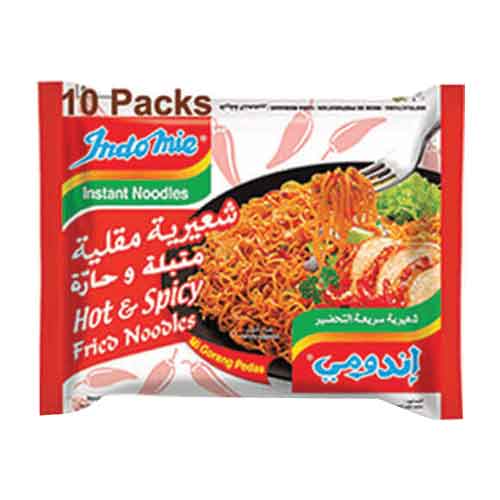 10 Packs
Indomie®
Instant Noodles
شعيرية مقلية
متبلة و حارّة
Hot & Spicy
Fried Noodles
Mi Goreng Pedas
شعيرية سريعة التحضير
إندومي®